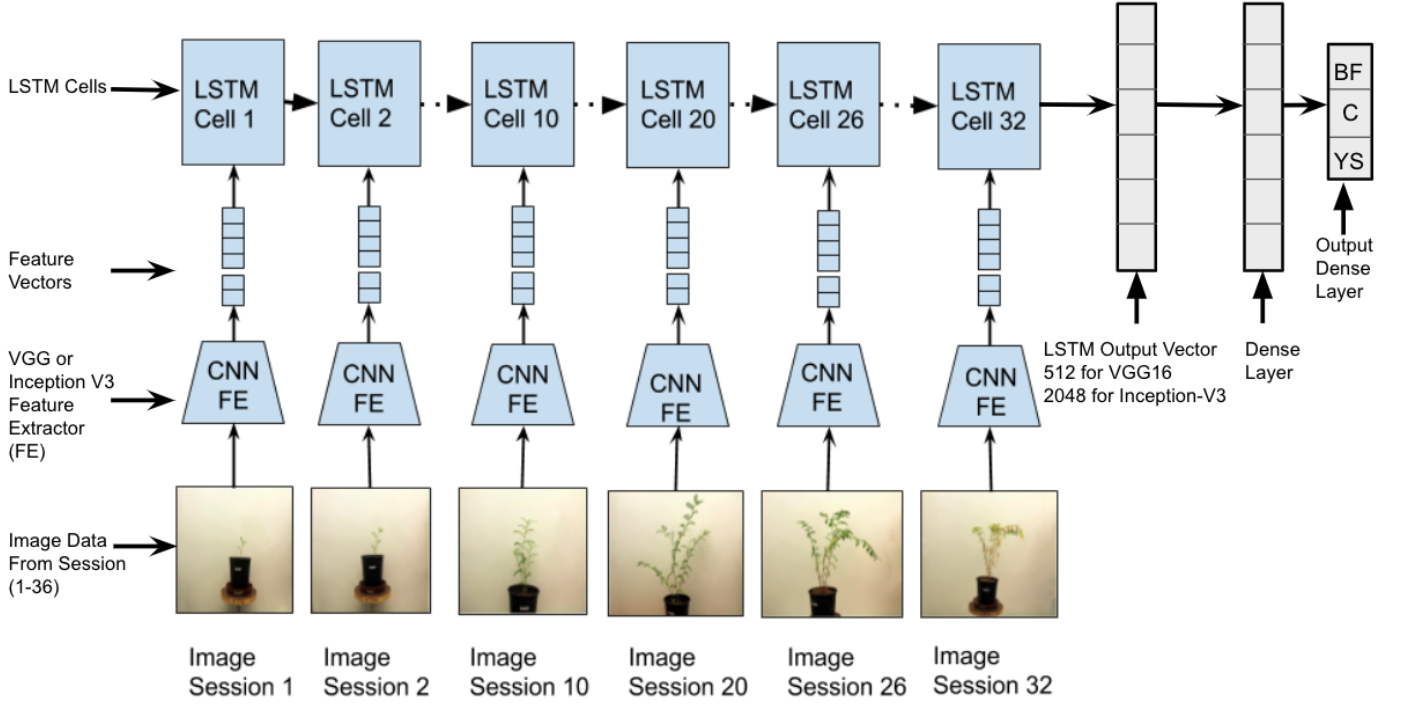 LSTM Cells
LSTM
Cell 1
LSTM
Cell 2
LSTM
Cell 10
LSTM
Cell 20
LSTM
Cell 26
LSTM
Cell 32
BF
C
YS
Output
Dense
Layer
Feature
Vectors
LSTM Output Vector
512 for VGG16
2048 for Inception-V3
Dense
Layer
VGG or
Inception V3
Feature
Extractor
(FE)
CNN
FE
CNN
FE
CNN
FE
CNN
FE
CNN
FE
CNN
FE
Image Data
From Session
(1-36)
Image
Session 1
Image
Session 2
Image
Session 10
Image
Session 20
Image
Session 26
Image
Session 32